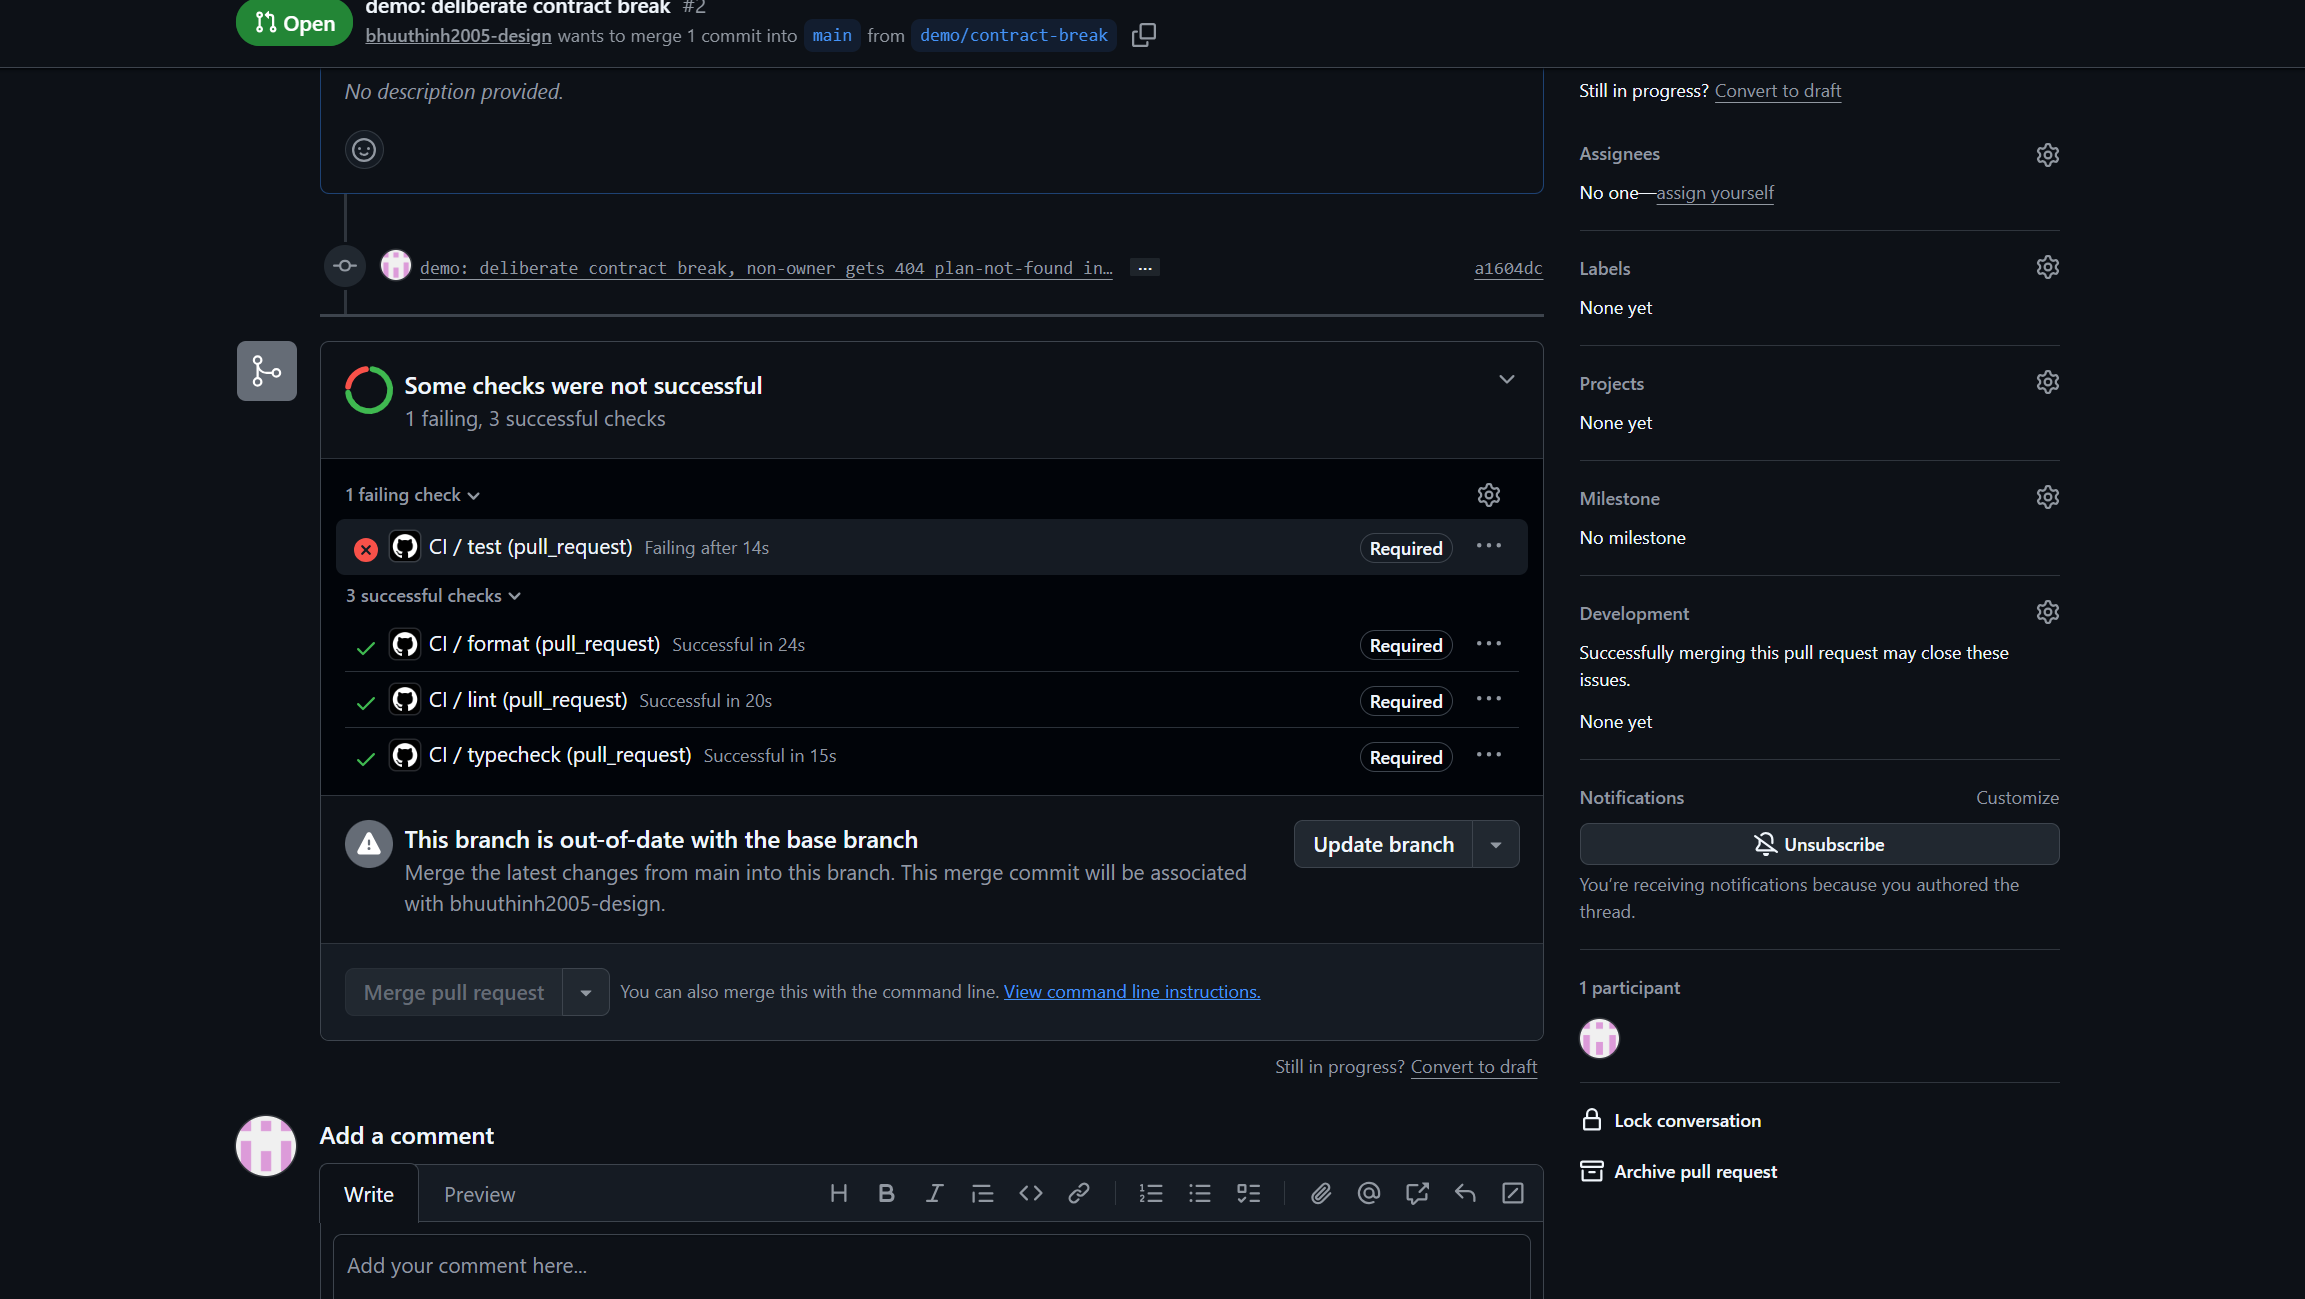 Open
demo: deliberate contract break #2
bhuuthinh2005-design wants to merge 1 commit into main from demo/contract-break
No description provided.
demo: deliberate contract break, non-owner gets 404 plan-not-found in… ... a1604dc
Some checks were not successful
1 failing, 3 successful checks
1 failing check
CI / test (pull_request) Failing after 14s Required
3 successful checks
CI / format (pull_request) Successful in 24s Required
CI / lint (pull_request) Successful in 20s Required
CI / typecheck (pull_request) Successful in 15s Required
This branch is out-of-date with the base branch
Merge the latest changes from main into this branch. This merge commit will be associated
with bhuuthinh2005-design.
Update branch
Merge pull request
You can also merge this with the command line. View command line instructions.
Still in progress? Convert to draft
Add a comment
Write
Preview
Add your comment here...
Still in progress? Convert to draft
Assignees
No one—assign yourself
Labels
None yet
Projects
None yet
Milestone
No milestone
Development
Successfully merging this pull request may close these
issues.
None yet
Notifications
Customize
Unsubscribe
You're receiving notifications because you authored the
thread.
1 participant
Lock conversation
Archive pull request